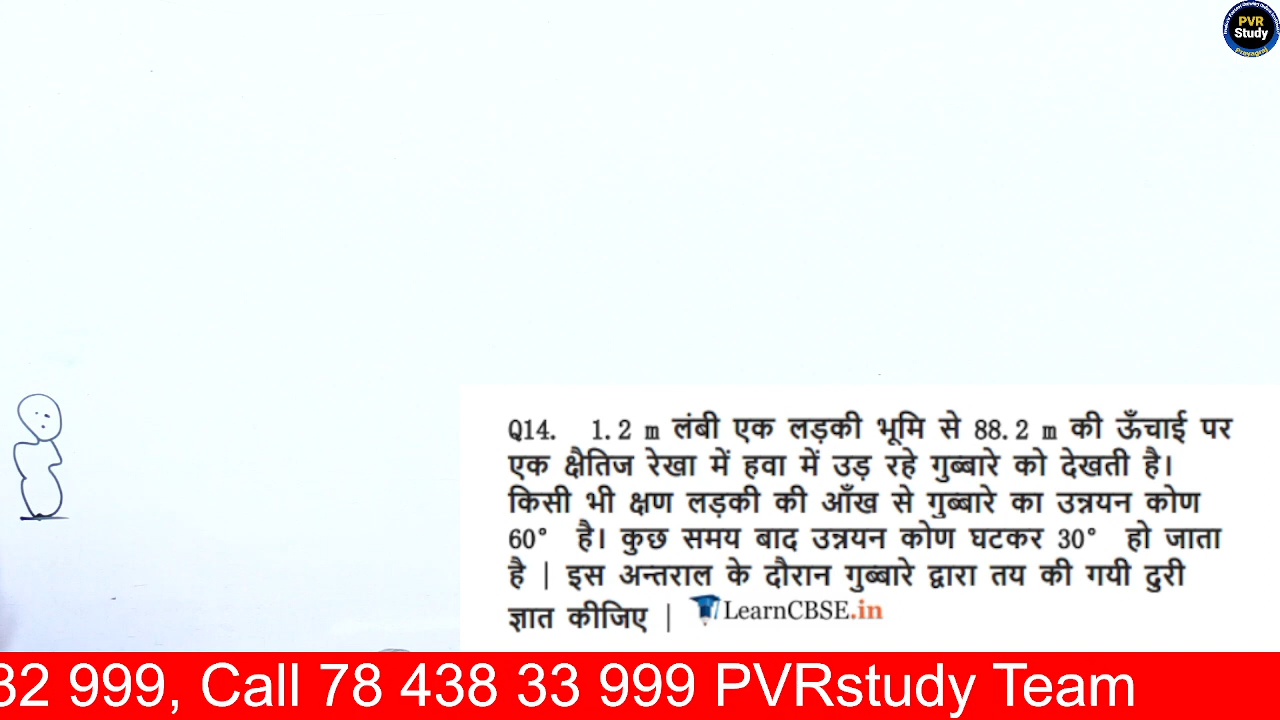 PVR
Study
Prayagraj
Q14. 1.2 m लंबी एक लड़की भूमि से 88.2 m की ऊँचाई पर
एक क्षैतिज रेखा में हवा में उड़ रहे गुब्बारे को देखती है।
किसी भी क्षण लड़की की आँख से गुब्बारे का उन्नयन कोण
60° है। कुछ समय बाद उन्नयन कोण घटकर 30° हो जाता
है | इस अन्तराल के दौरान गुब्बारे द्वारा तय की गयी दुरी
ज्ञात कीजिए | LearnCBSE.in
32 999, Call 78 438 33 999 PVRstudy Team